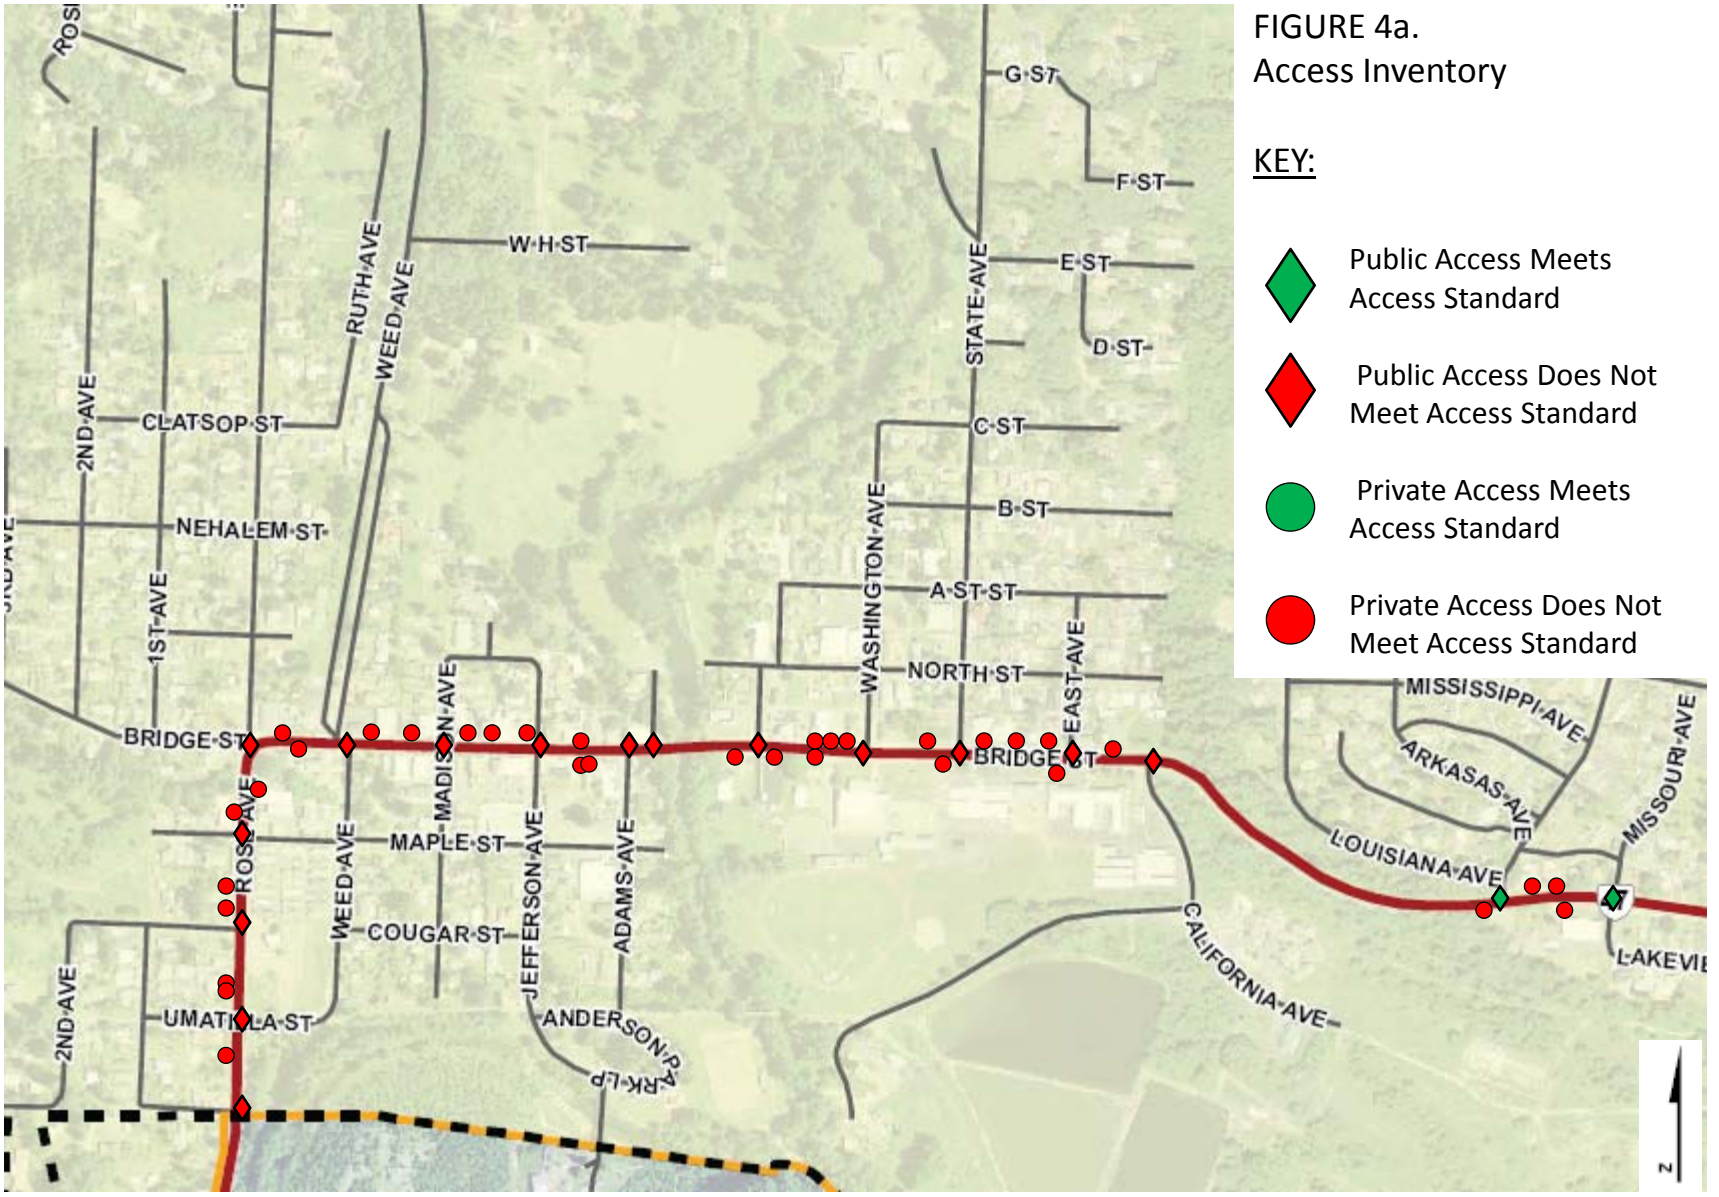 FIGURE 4a.
Access Inventory
KEY:
Public Access Meets
Access Standard
Public Access Does Not
Meet Access Standard
Private Access Meets
Access Standard
Private Access Does Not
Meet Access Standard
G ST
F ST
W H ST
E ST
D ST
RUTH AVE
WEED AVE
STATE AVE
2ND AVE
CLATSOP ST
C ST
B ST
NEHALEM ST
WASHINGTON AVE
1ST AVE
A ST ST
MADISON AVE
NORTH ST
EAST AVE
MISSISSIPPI AVE
MISSOURI AVE
BRIDGE ST
BRIDGE ST
ARKASAS AVE
MADISON AVE
MAPLE ST
LOUISIANA AVE
WEED AVE
JEFFERSON AVE
ADAMS AVE
COUGAR ST
CALIFORNIA AVE
LAKEVIE
2ND AVE
UMATILLA ST
ANDERSON PARK LP
N